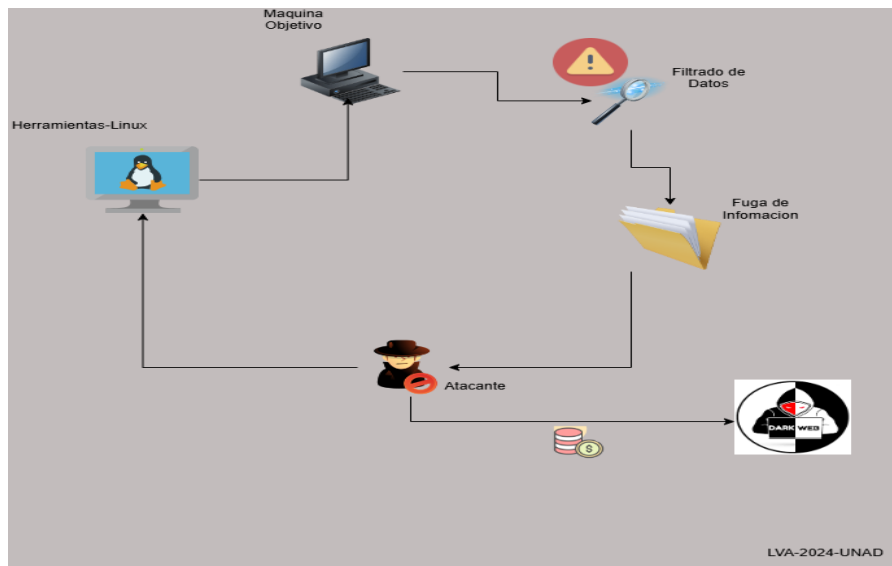 Maquina
Objetivo
Filtrado de
Datos
Herramientas-Linux
Fuga de
Infomacion
Atacante
$
DARK WEB
LVA-2024-UNAD